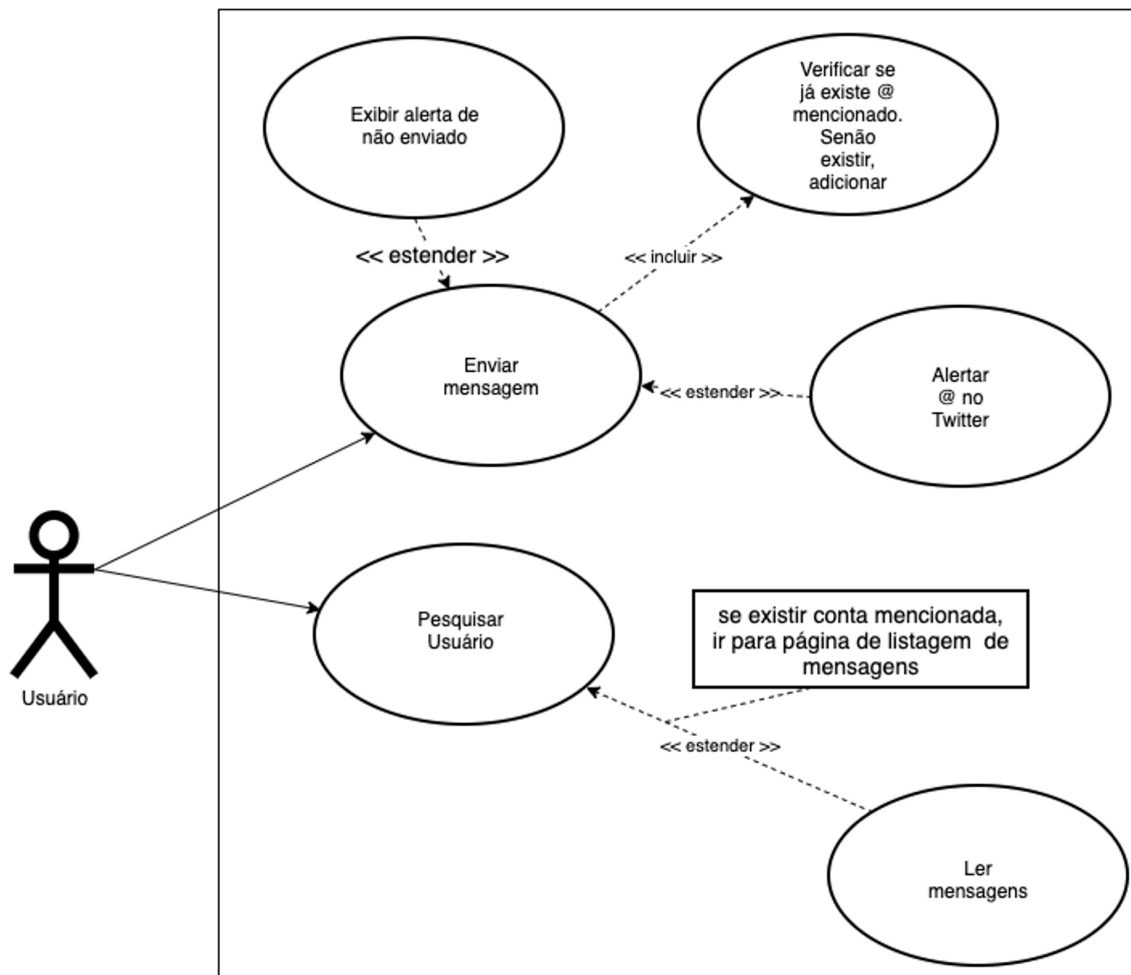 Exibir alerta de
não enviado
Verificar se
já existe @
mencionado.
Senão
existir,
adicionar
<< estender >>
<< incluir >>
Enviar
mensagem
<< estender >>
Alertar
@ no
Twitter
Usuário
Pesquisar
Usuário
se existir conta mencionada,
ir para página de listagem de
mensagens
<< estender >>
Ler
mensagens